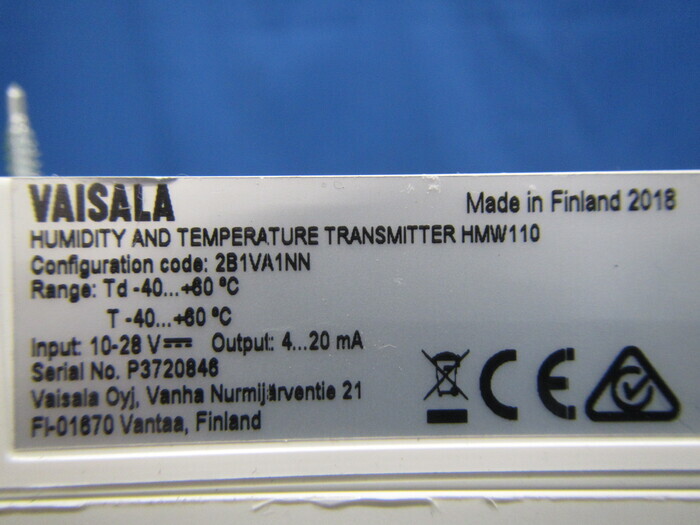 VAISALA
Made in Finland 2018
HUMIDITY AND TEMPERATURE TRANSMITTER HMW110
Configuration code: 2B1VA1NN
Range: Td -40...+60 °C
T -40...+60 °C
Input: 10-28 V⎓ Output: 4...20 mA
Serial No. P3720846
Vaisala Oyj, Vanha Nurmijärventie 21
FI-01670 Vantaa, Finland
CE